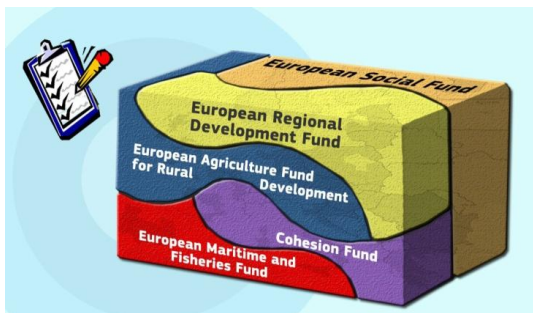 European Social Fund
European Regional
Development Fund
European Agriculture Fund
for Rural Development
Cohesion Fund
European Maritime and
Fisheries Fund